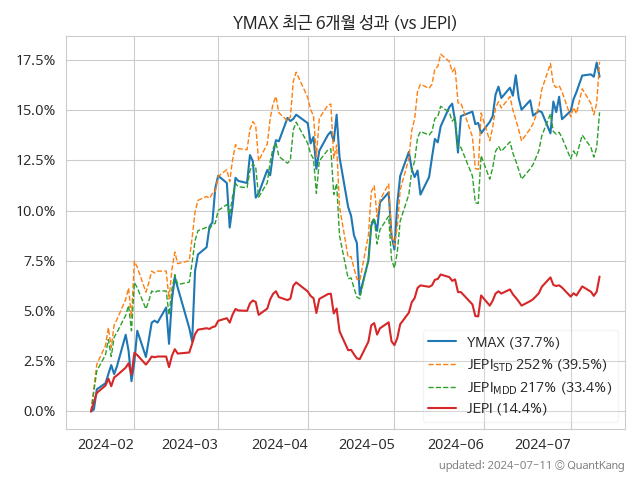 YMAX 최근 6개월 성과 (vs JEPI)
17.5%
15.0%
12.5%
10.0%
7.5%
5.0%
2.5%
0.0%
YMAX (37.7%)
JEPI_STD 252% (39.5%)
JEPI_MDD 217% (33.4%)
JEPI (14.4%)
2024-02 2024-03 2024-04 2024-05 2024-06 2024-07
updated: 2024-07-11 © QuantKang